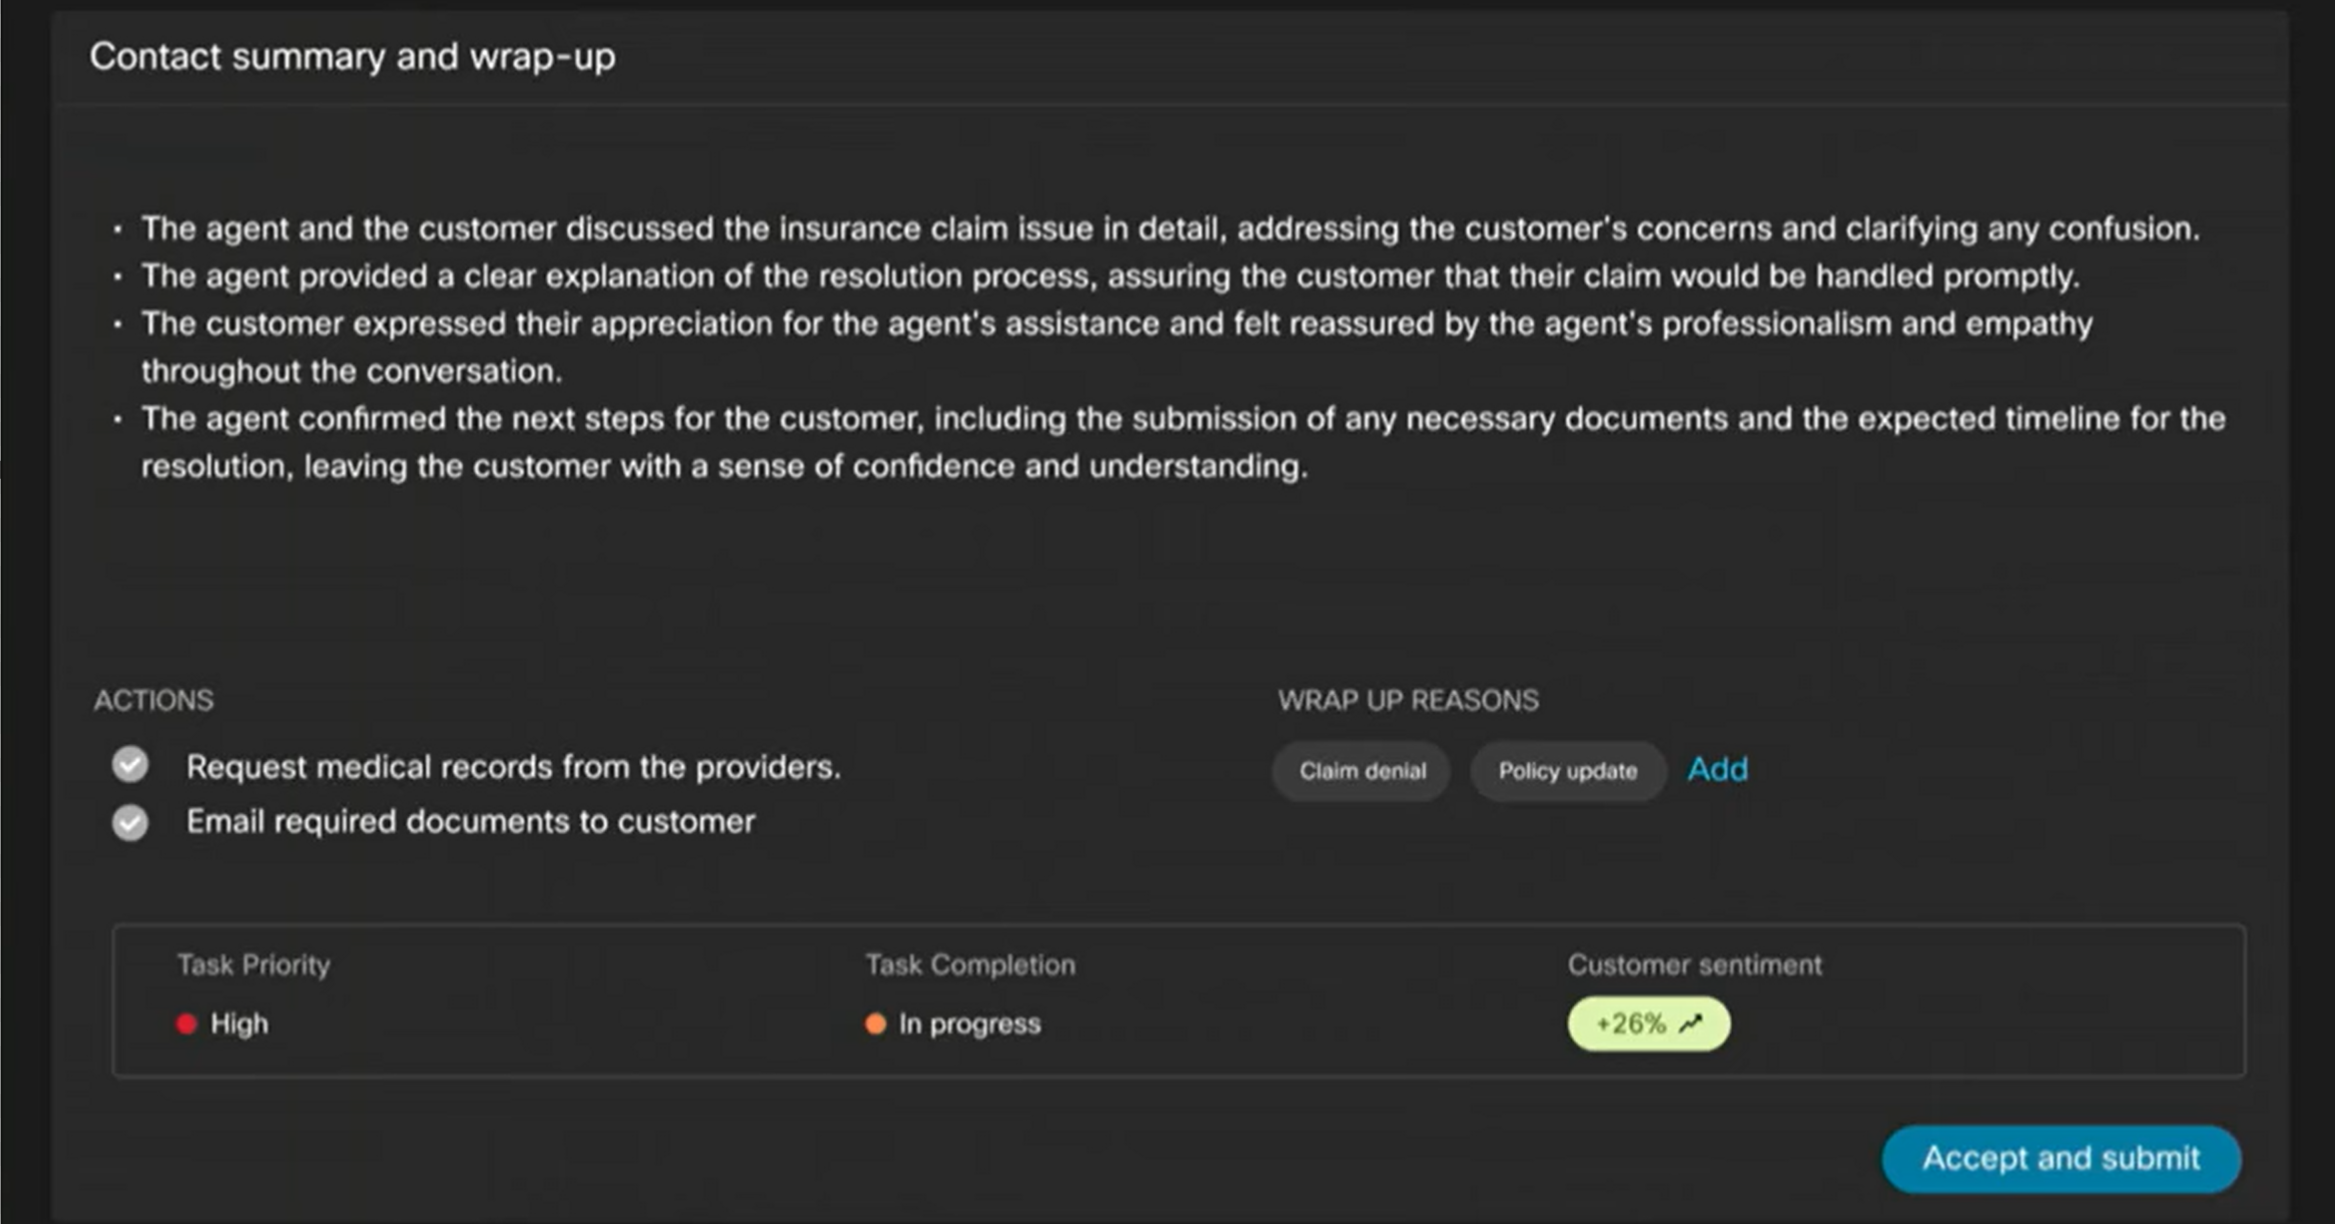 Contact summary and wrap-up
• The agent and the customer discussed the insurance claim issue in detail, addressing the customer's concerns and clarifying any confusion.
• The agent provided a clear explanation of the resolution process, assuring the customer that their claim would be handled promptly.
• The customer expressed their appreciation for the agent's assistance and felt reassured by the agent's professionalism and empathy
throughout the conversation.
• The agent confirmed the next steps for the customer, including the submission of any necessary documents and the expected timeline for the
resolution, leaving the customer with a sense of confidence and understanding.
ACTIONS
Request medical records from the providers.
Email required documents to customer
WRAP UP REASONS
Claim denial Policy update Add
Task Priority
High
Task Completion
In progress
Customer sentiment
+26%
Accept and submit